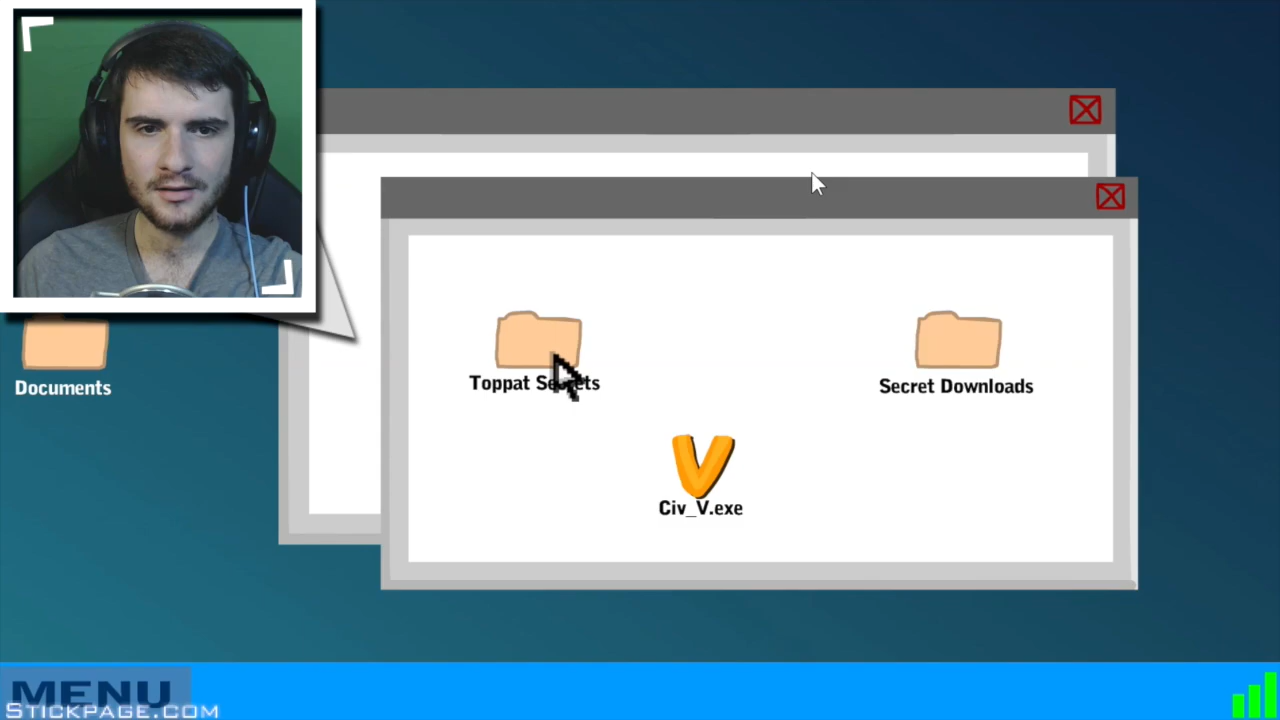 Documents
Toppat Secrets
Secret Downloads
V
Civ_V.exe
MENU
STICKPAGE.COM